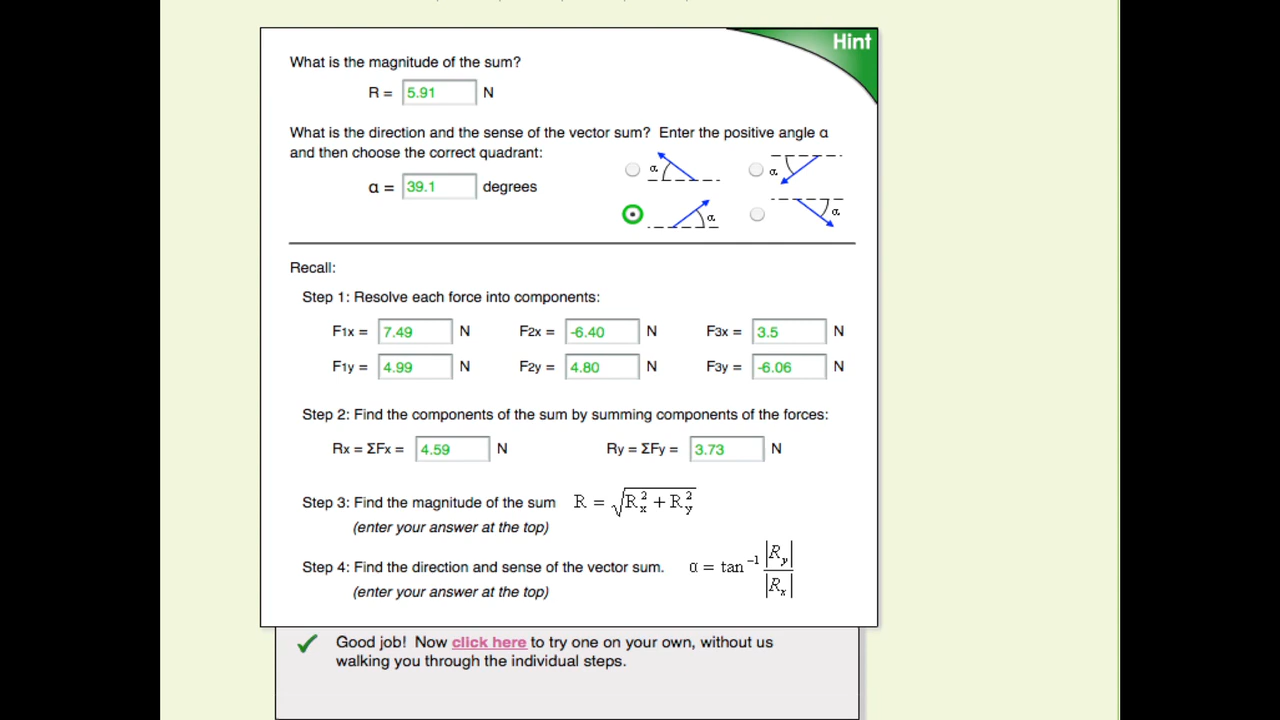 Hint
What is the magnitude of the sum?
R = 5.91 N
What is the direction and the sense of the vector sum? Enter the positive angle α
and then choose the correct quadrant:
α α
α = 39.1 degrees
α α
Recall:
Step 1: Resolve each force into components:
F1x = 7.49 N F2x = -6.40 N F3x = 3.5 N
F1y = 4.99 N F2y = 4.80 N F3y = -6.06 N
Step 2: Find the components of the sum by summing components of the forces:
Rx = ΣFx = 4.59 N Ry = ΣFy = 3.73 N
Step 3: Find the magnitude of the sum R = √(Rx² + Ry²)
(enter your answer at the top)
Step 4: Find the direction and sense of the vector sum. α = tan⁻¹ |Ry| / |Rx|
(enter your answer at the top)
Good job! Now click here to try one on your own, without us
walking you through the individual steps.